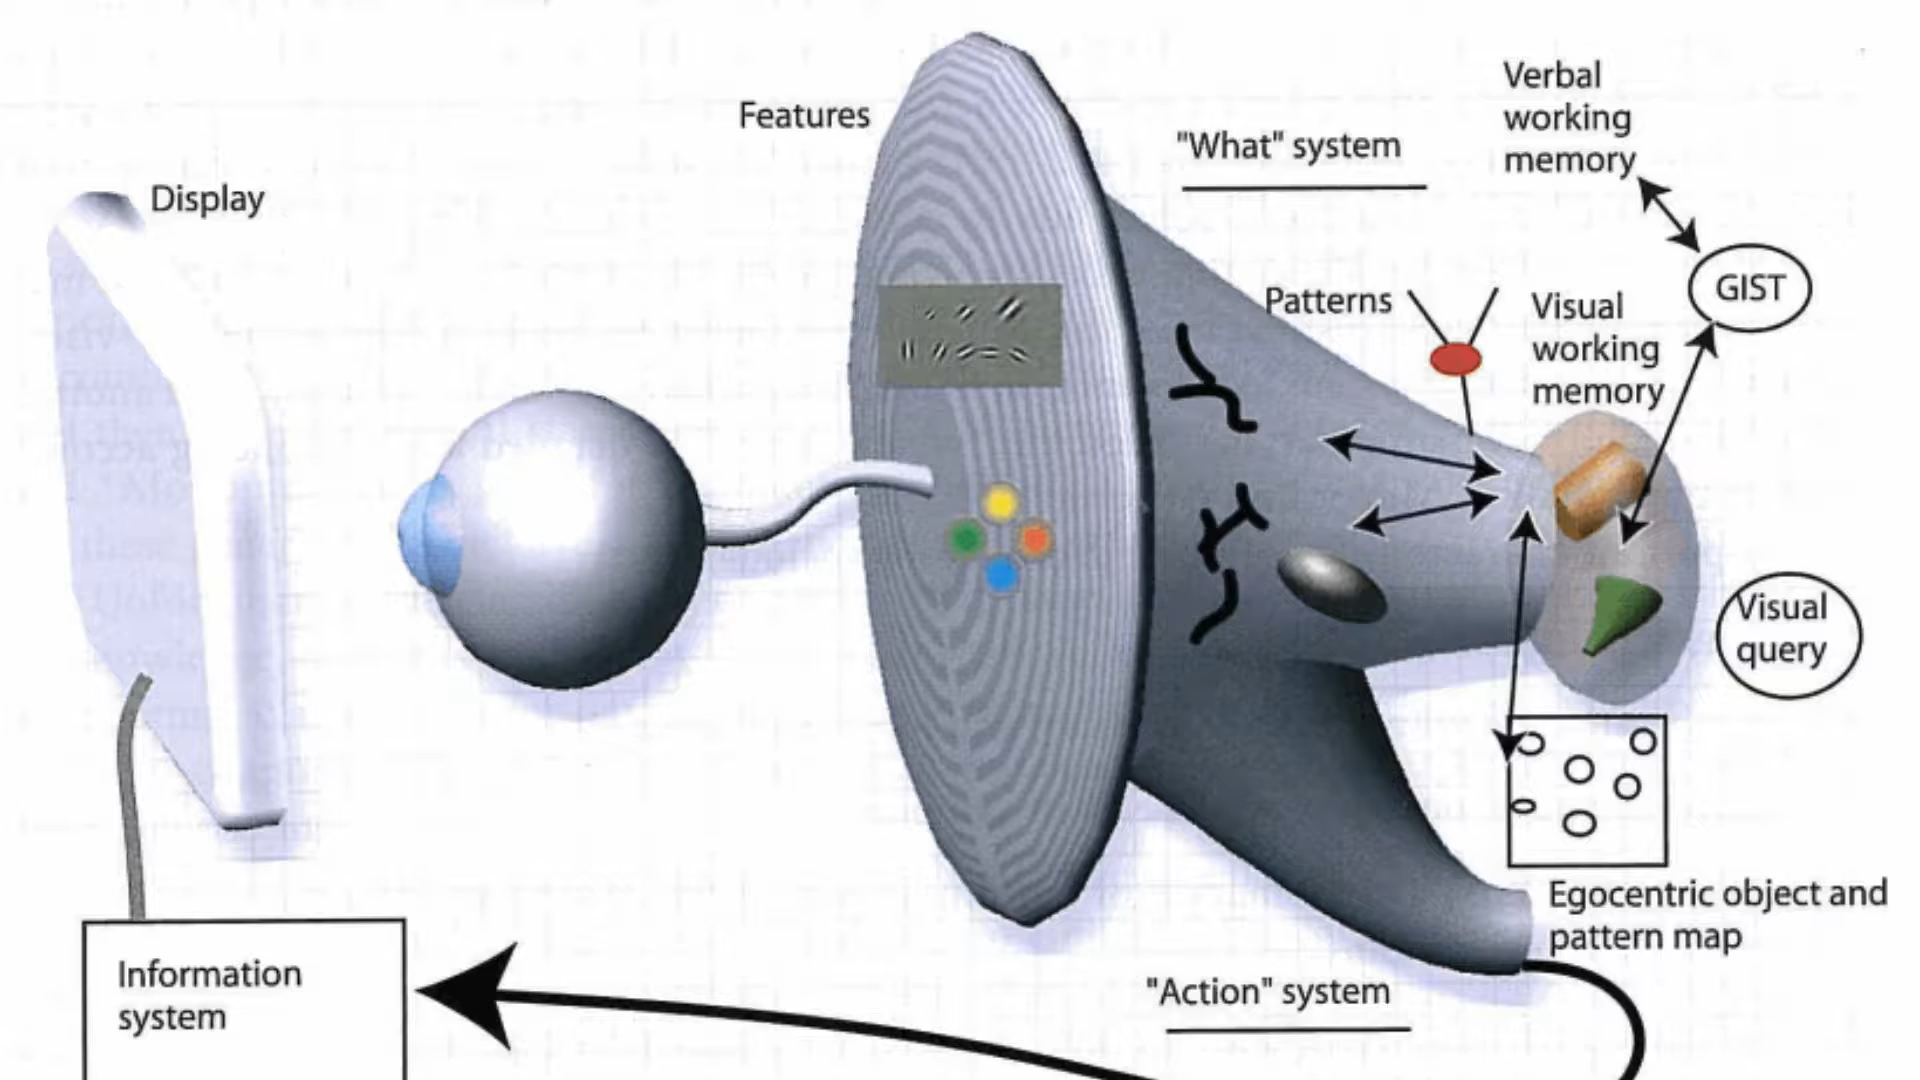 Features
Verbal
working
memory
"What" system
Display
GIST
Patterns
Visual
working
memory
Visual
query
Egocentric object and
pattern map
Information
system
"Action" system